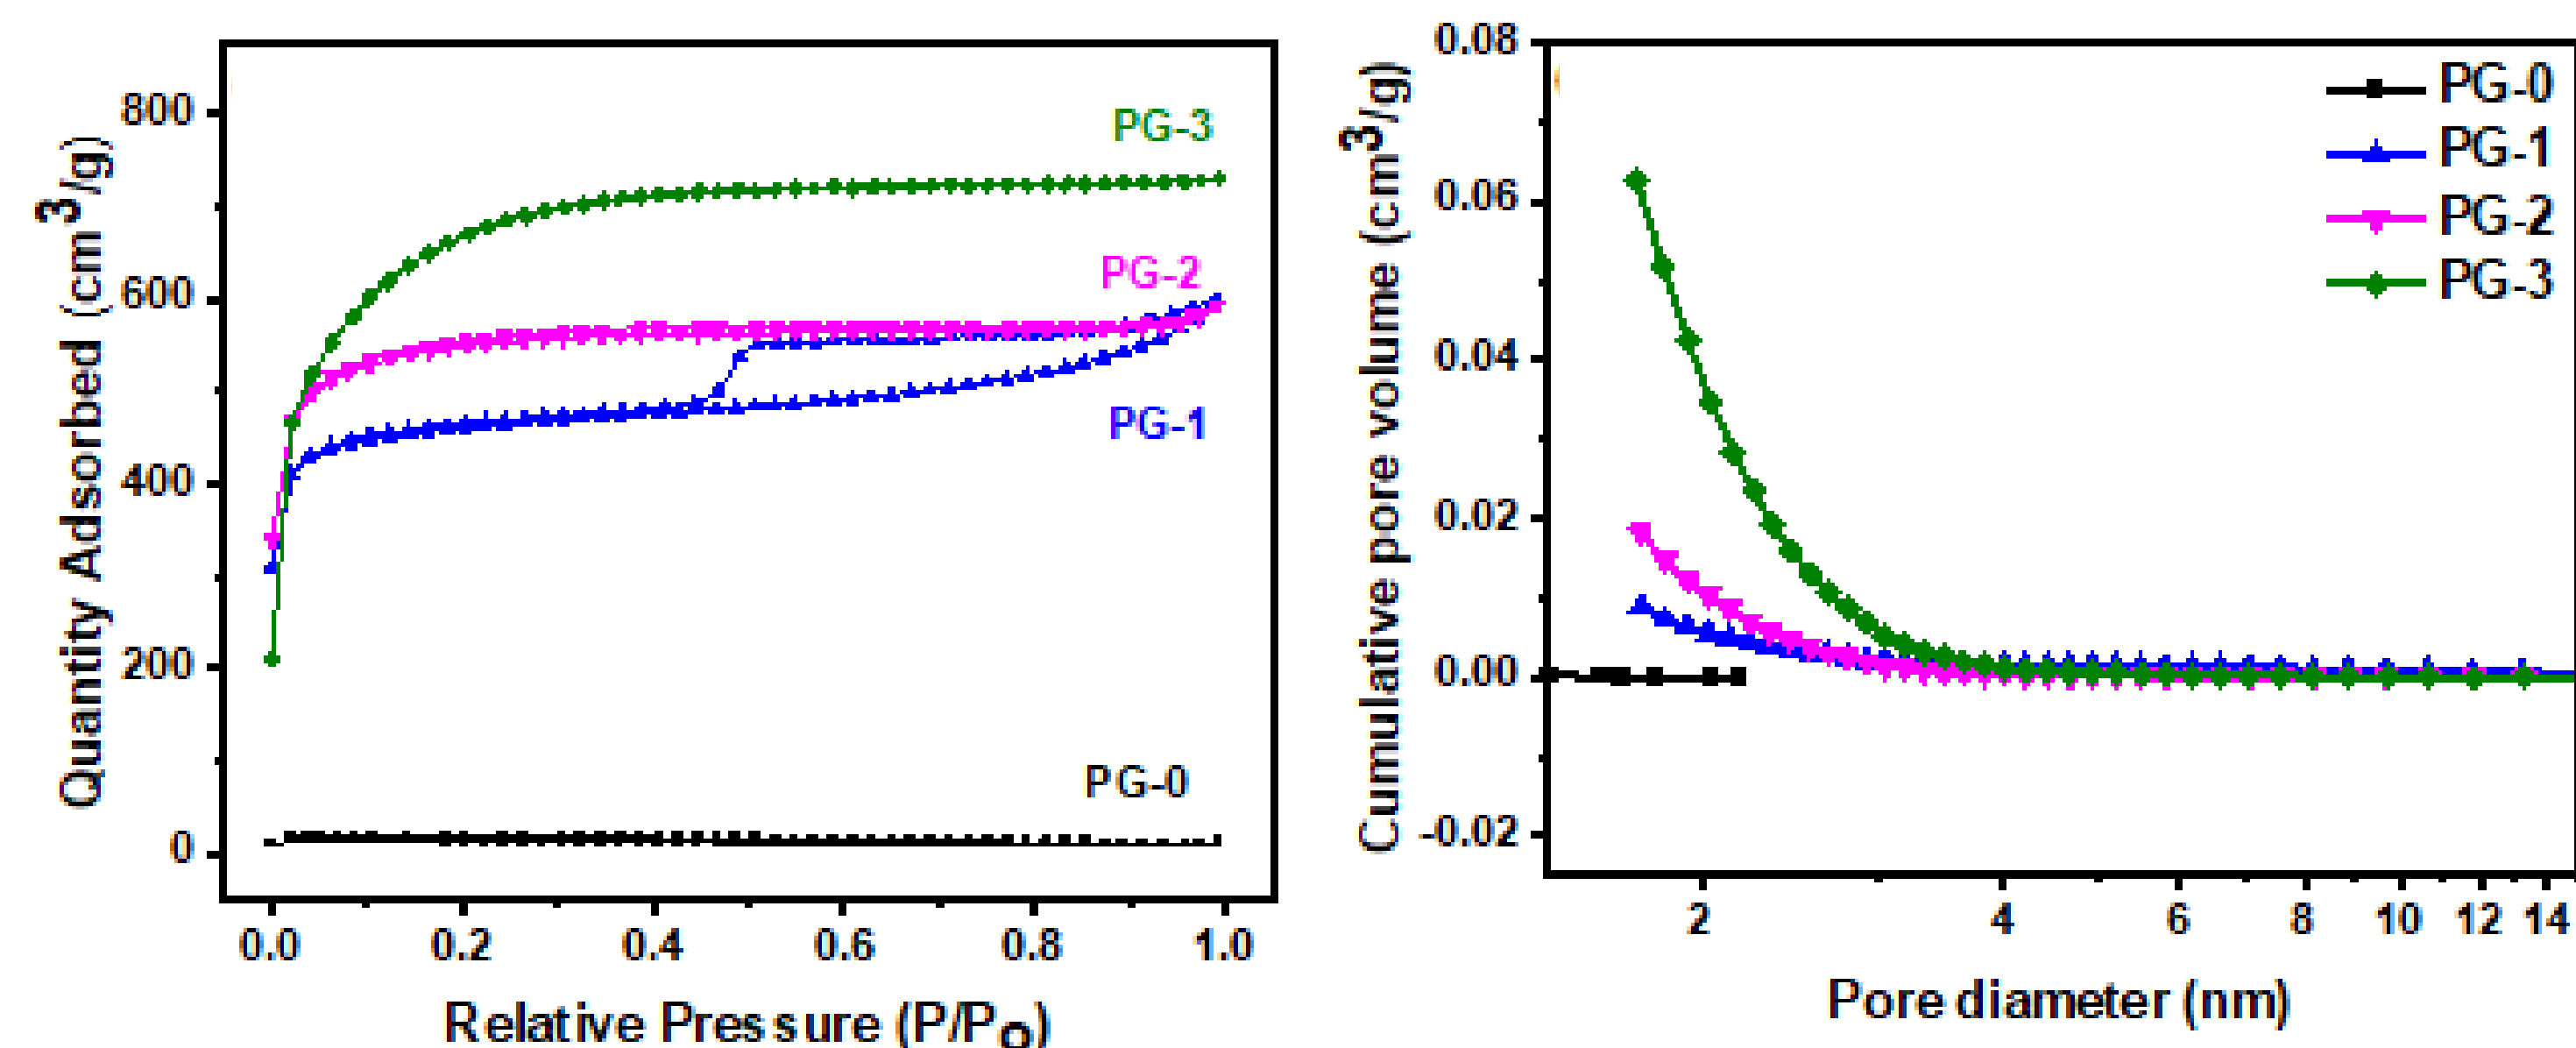 Quantity Adsorbed (cm³/g)
800
600
400
200
0
PG-3
PG-2
PG-1
PG-0
0.0 0.2 0.4 0.6 0.8 1.0
Relative Pressure (P/Po)
Cumulative pore volume (cm³/g)
0.08
0.06
0.04
0.02
0.00
-0.02
PG-0
PG-1
PG-2
PG-3
2 4 6 8 10 12 14
Pore diameter (nm)